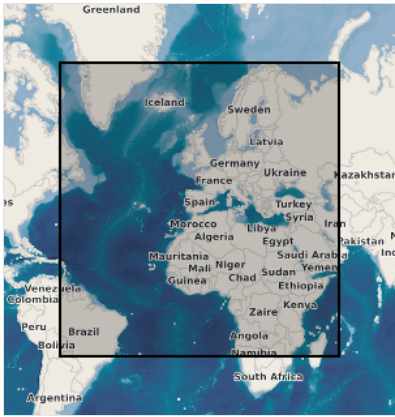 Greenland
Iceland
Sweden
Latvia
Germany
Ukraine
France
Kazakhstan
Spain
Turkey
Syria
Morocco
Libya
Iran
Algeria
Egypt
Pakistan
Mauritania
Saudi Arabia
Mali
Niger
Yemen
Guinea
Chad
Sudan
Ethiopia
Venezuela
Colombia
Kenya
Zaire
Peru
Brazil
Angola
Bolivia
Namibia
South Africa
Argentina